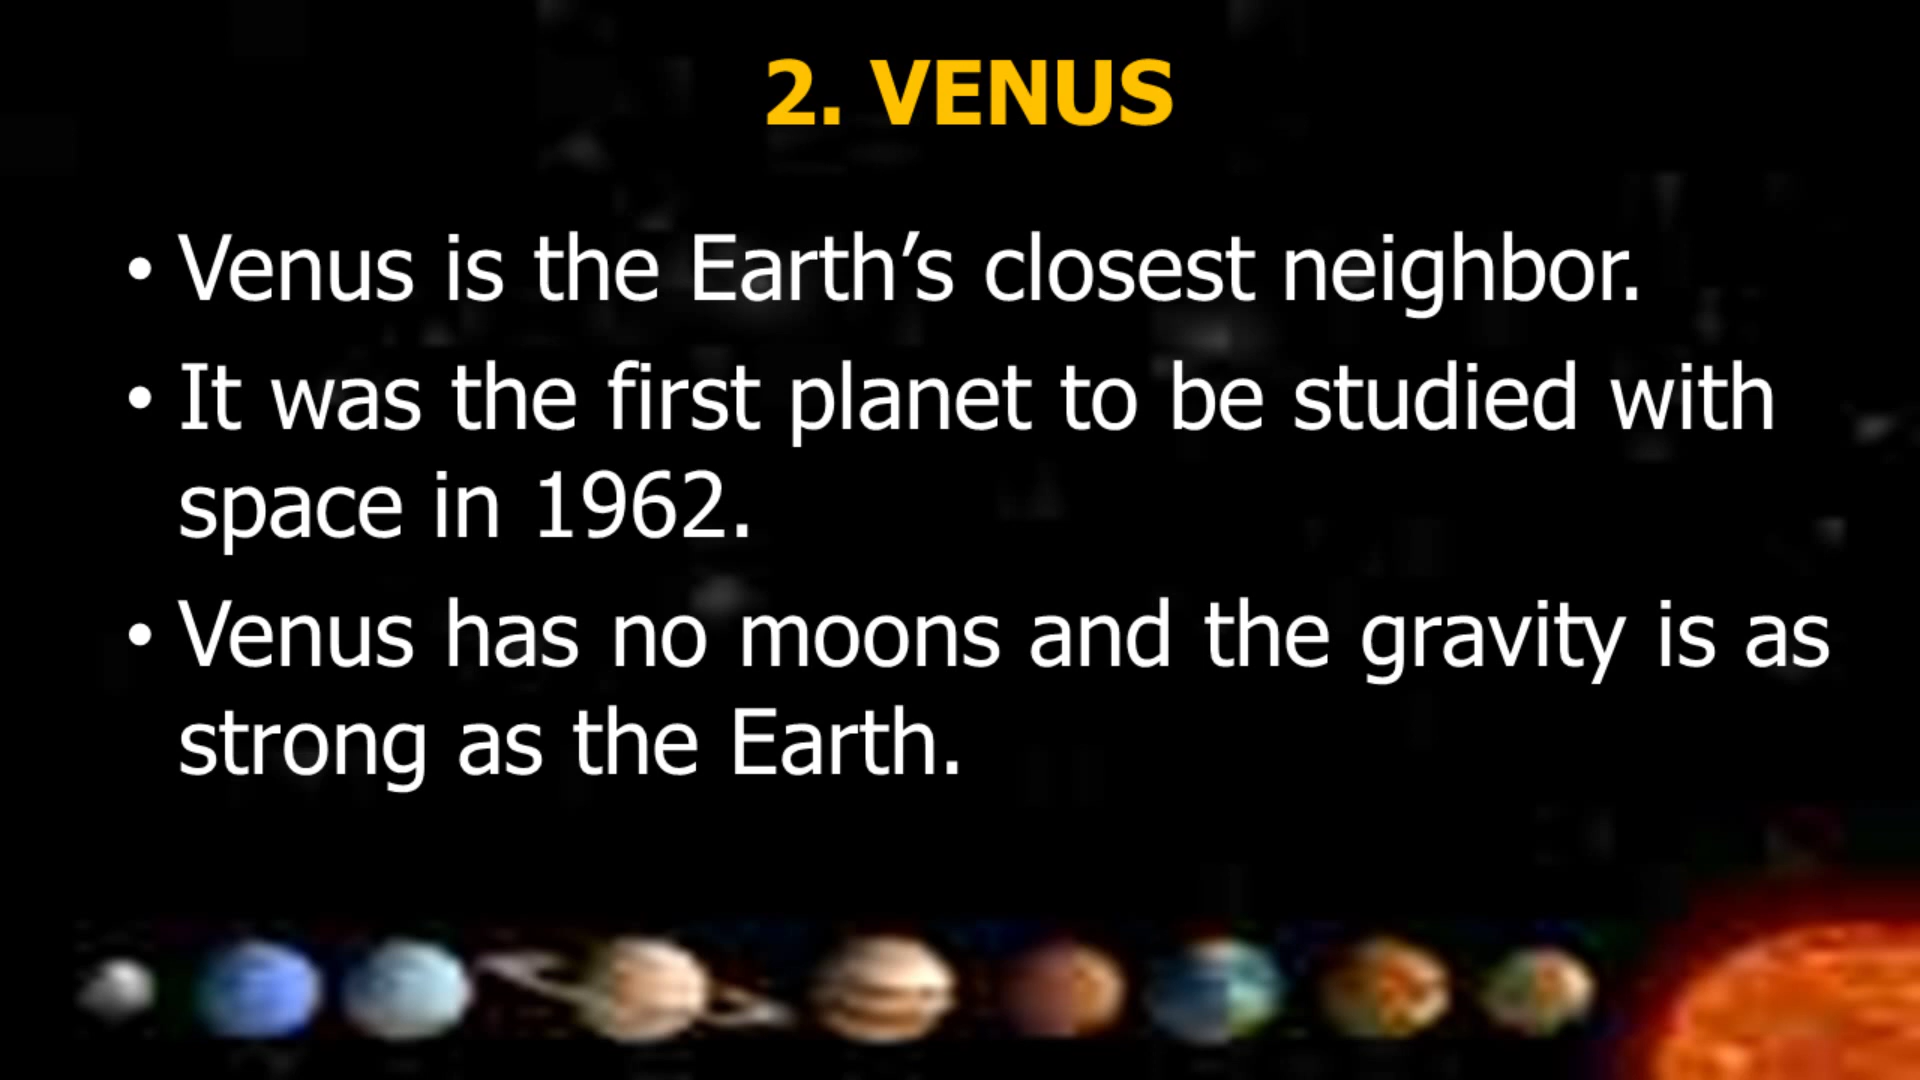 2. VENUS
• Venus is the Earth’s closest neighbor.
• It was the first planet to be studied with
space in 1962.
• Venus has no moons and the gravity is as
strong as the Earth.